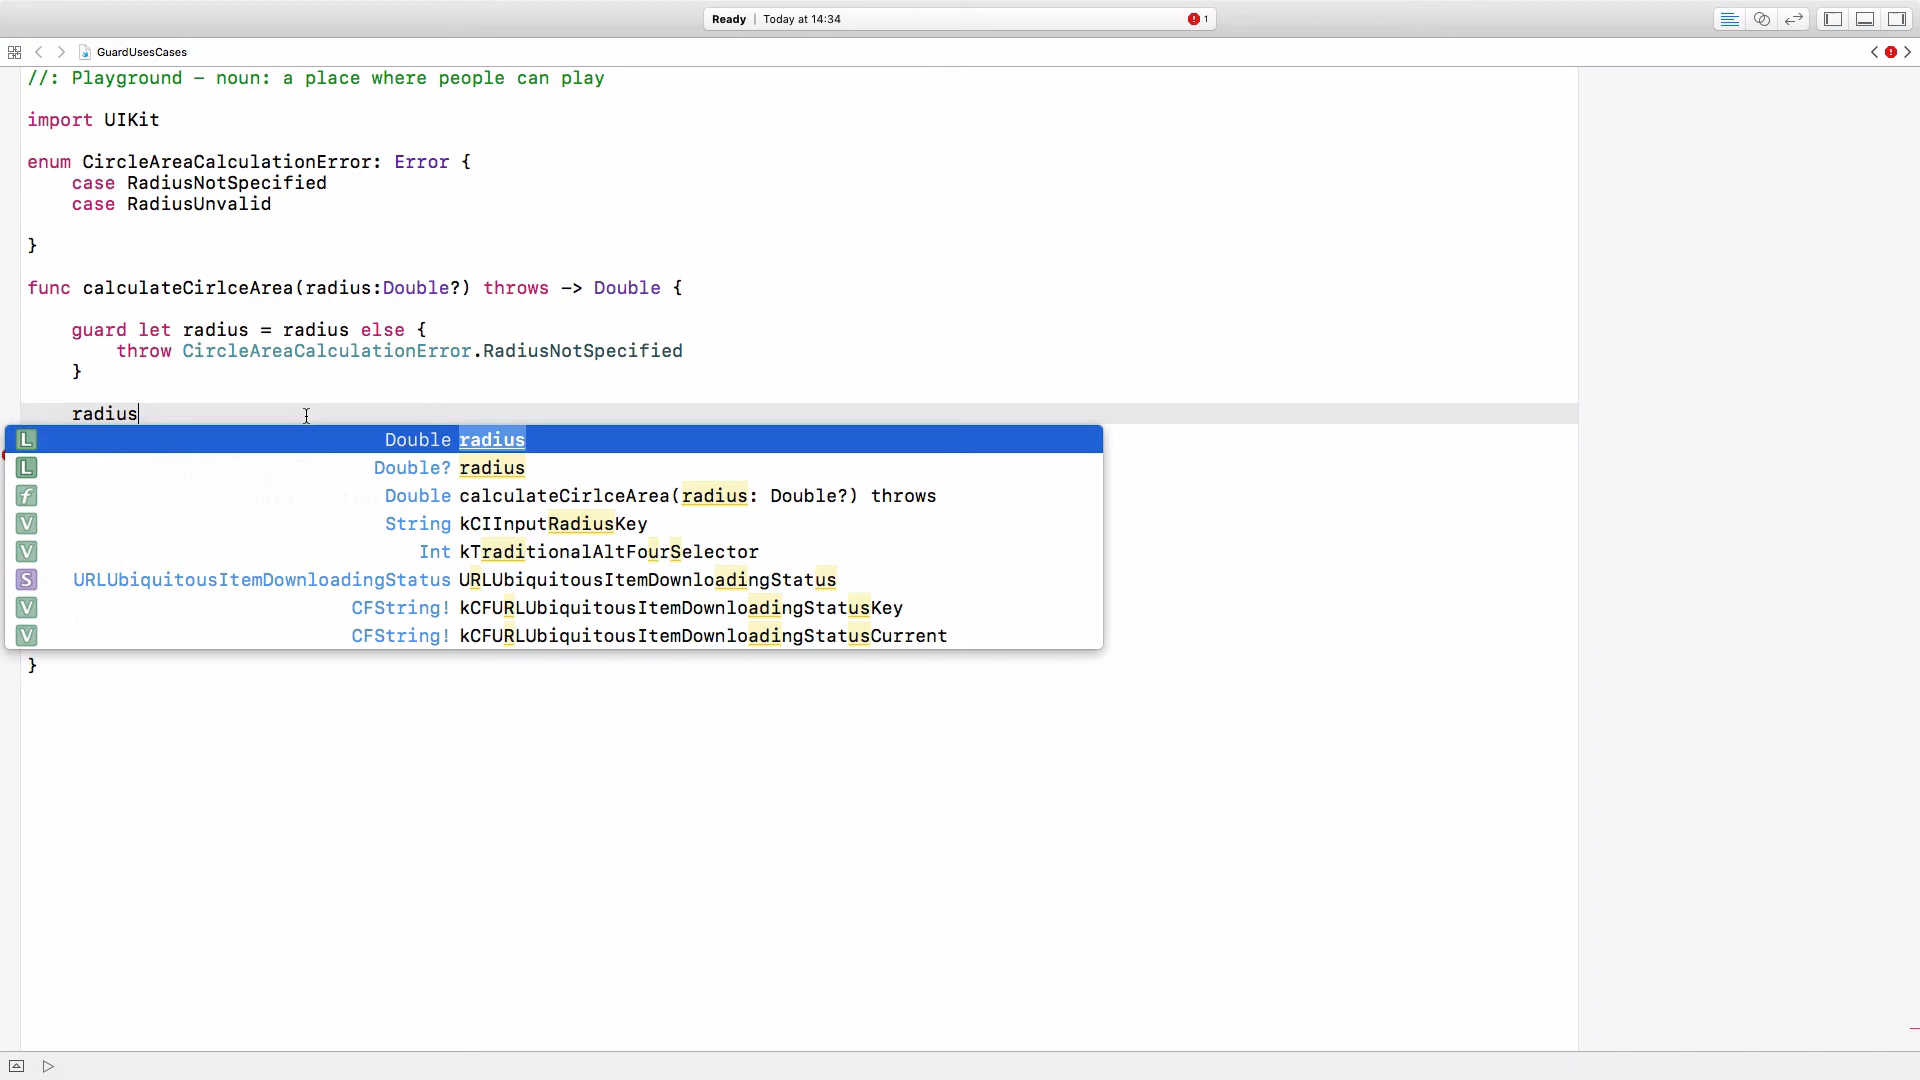 Ready | Today at 14:34 1
GuardUsesCases
//: Playground - noun: a place where people can play
import UIKit
enum CircleAreaCalculationError: Error {
case RadiusNotSpecified
case RadiusUnvalid
}
func calculateCirlceArea(radius:Double?) throws -> Double {
guard let radius = radius else {
throw CircleAreaCalculationError.RadiusNotSpecified
}
radius
L Double radius
L Double? radius
f Double calculateCirlceArea(radius: Double?) throws
V String kCIInputRadiusKey
V Int kTraditionalAltFourSelector
S URLUbiquitousItemDownloadingStatus URLUbiquitousItemDownloadingStatus
V CFString! kCFURLUbiquitousItemDownloadingStatusKey
V CFString! kCFURLUbiquitousItemDownloadingStatusCurrent
}